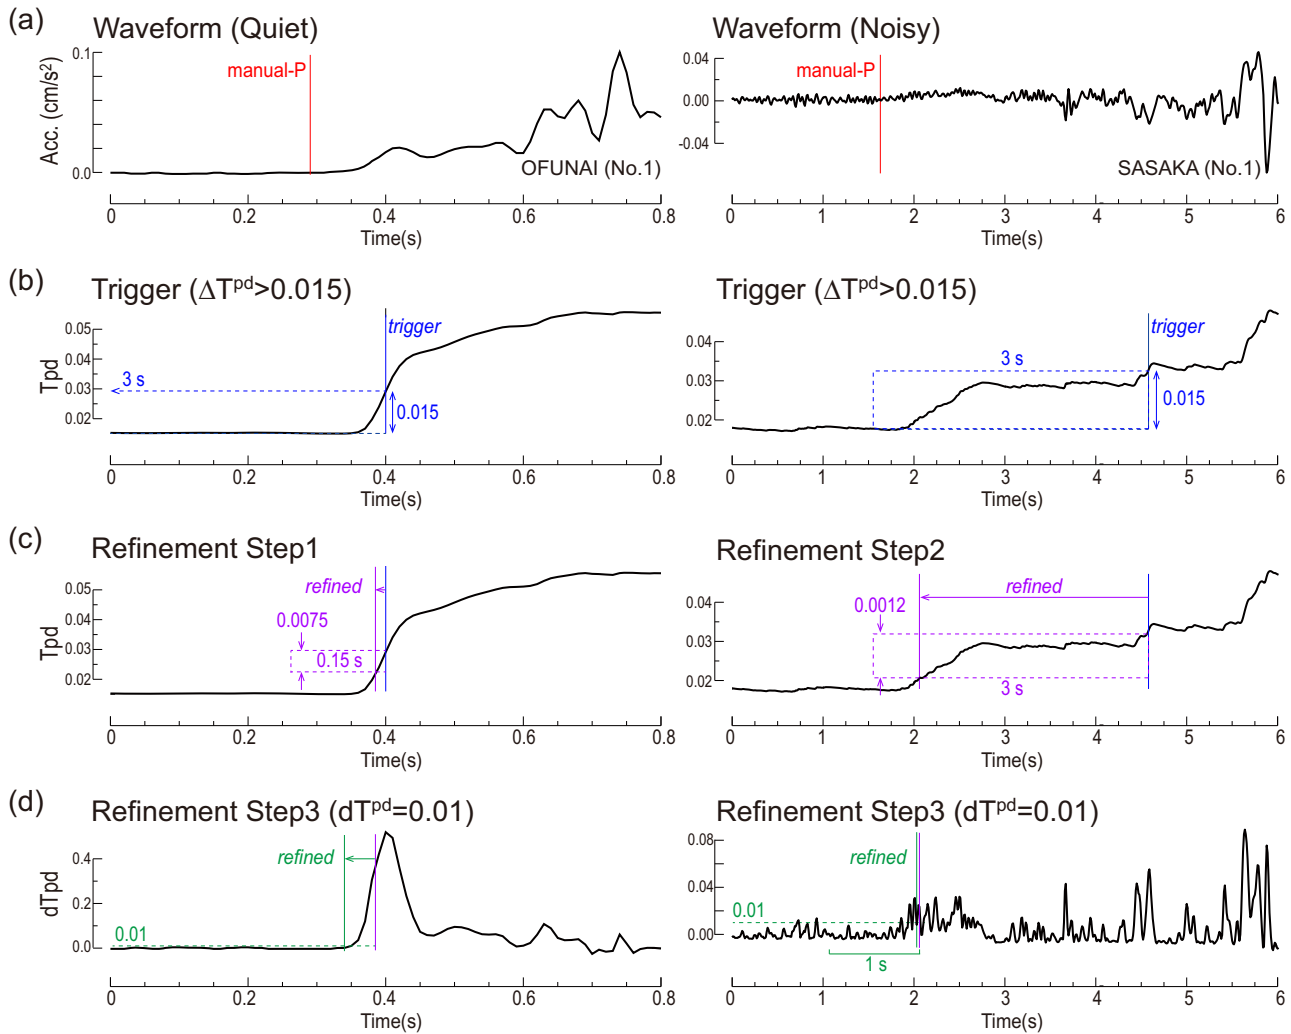 (a)
Waveform (Quiet)
Waveform (Noisy)
Acc. (cm/s²)
0.1
0.0
manual-P
OFUNAI (No.1)
0 0.2 0.4 0.6 0.8
Time(s)
0.04
0.00
-0.04
manual-P
SASAKA (No.1)
0 1 2 3 4 5 6
Time(s)
(b)
Trigger (ΔTᵖᵈ>0.015)
Trigger (ΔTᵖᵈ>0.015)
Tpd
0.05
0.04
0.03
0.02
trigger
3 s
0.015
0 0.2 0.4 0.6 0.8
Time(s)
0.04
0.03
0.02
trigger
3 s
0.015
0 1 2 3 4 5 6
Time(s)
(c)
Refinement Step1
Refinement Step2
Tpd
0.05
0.04
0.03
0.02
refined
0.0075
0.15 s
0 0.2 0.4 0.6 0.8
Time(s)
0.04
0.03
0.02
0.0012
refined
3 s
0 1 2 3 4 5 6
Time(s)
(d)
Refinement Step3 (dTᵖᵈ=0.01)
Refinement Step3 (dTᵖᵈ=0.01)
dTpd
0.4
0.2
0.0
refined
0.01
0 0.2 0.4 0.6 0.8
Time(s)
0.08
0.04
0.00
refined
0.01
1 s
0 1 2 3 4 5 6
Time(s)